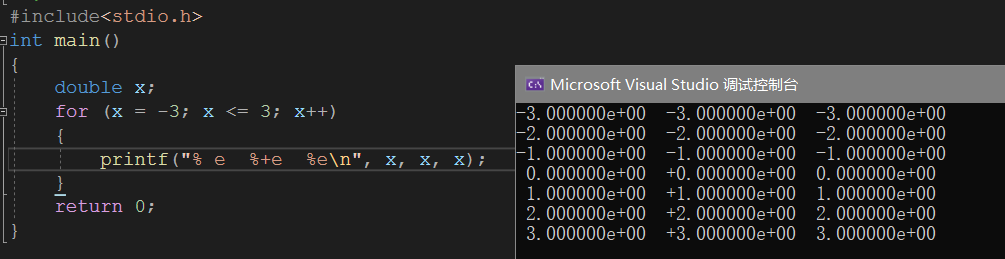 #include<stdio.h>
int main()
{
    double x;
    for (x = -3; x <= 3; x++)
    {
        printf("% e  %+e  %e\n", x, x, x);
    }
    return 0;
}
Microsoft Visual Studio 调试控制台
-3.000000e+00  -3.000000e+00  -3.000000e+00
-2.000000e+00  -2.000000e+00  -2.000000e+00
-1.000000e+00  -1.000000e+00  -1.000000e+00
 0.000000e+00  +0.000000e+00  0.000000e+00
 1.000000e+00  +1.000000e+00  1.000000e+00
 2.000000e+00  +2.000000e+00  2.000000e+00
 3.000000e+00  +3.000000e+00  3.000000e+00